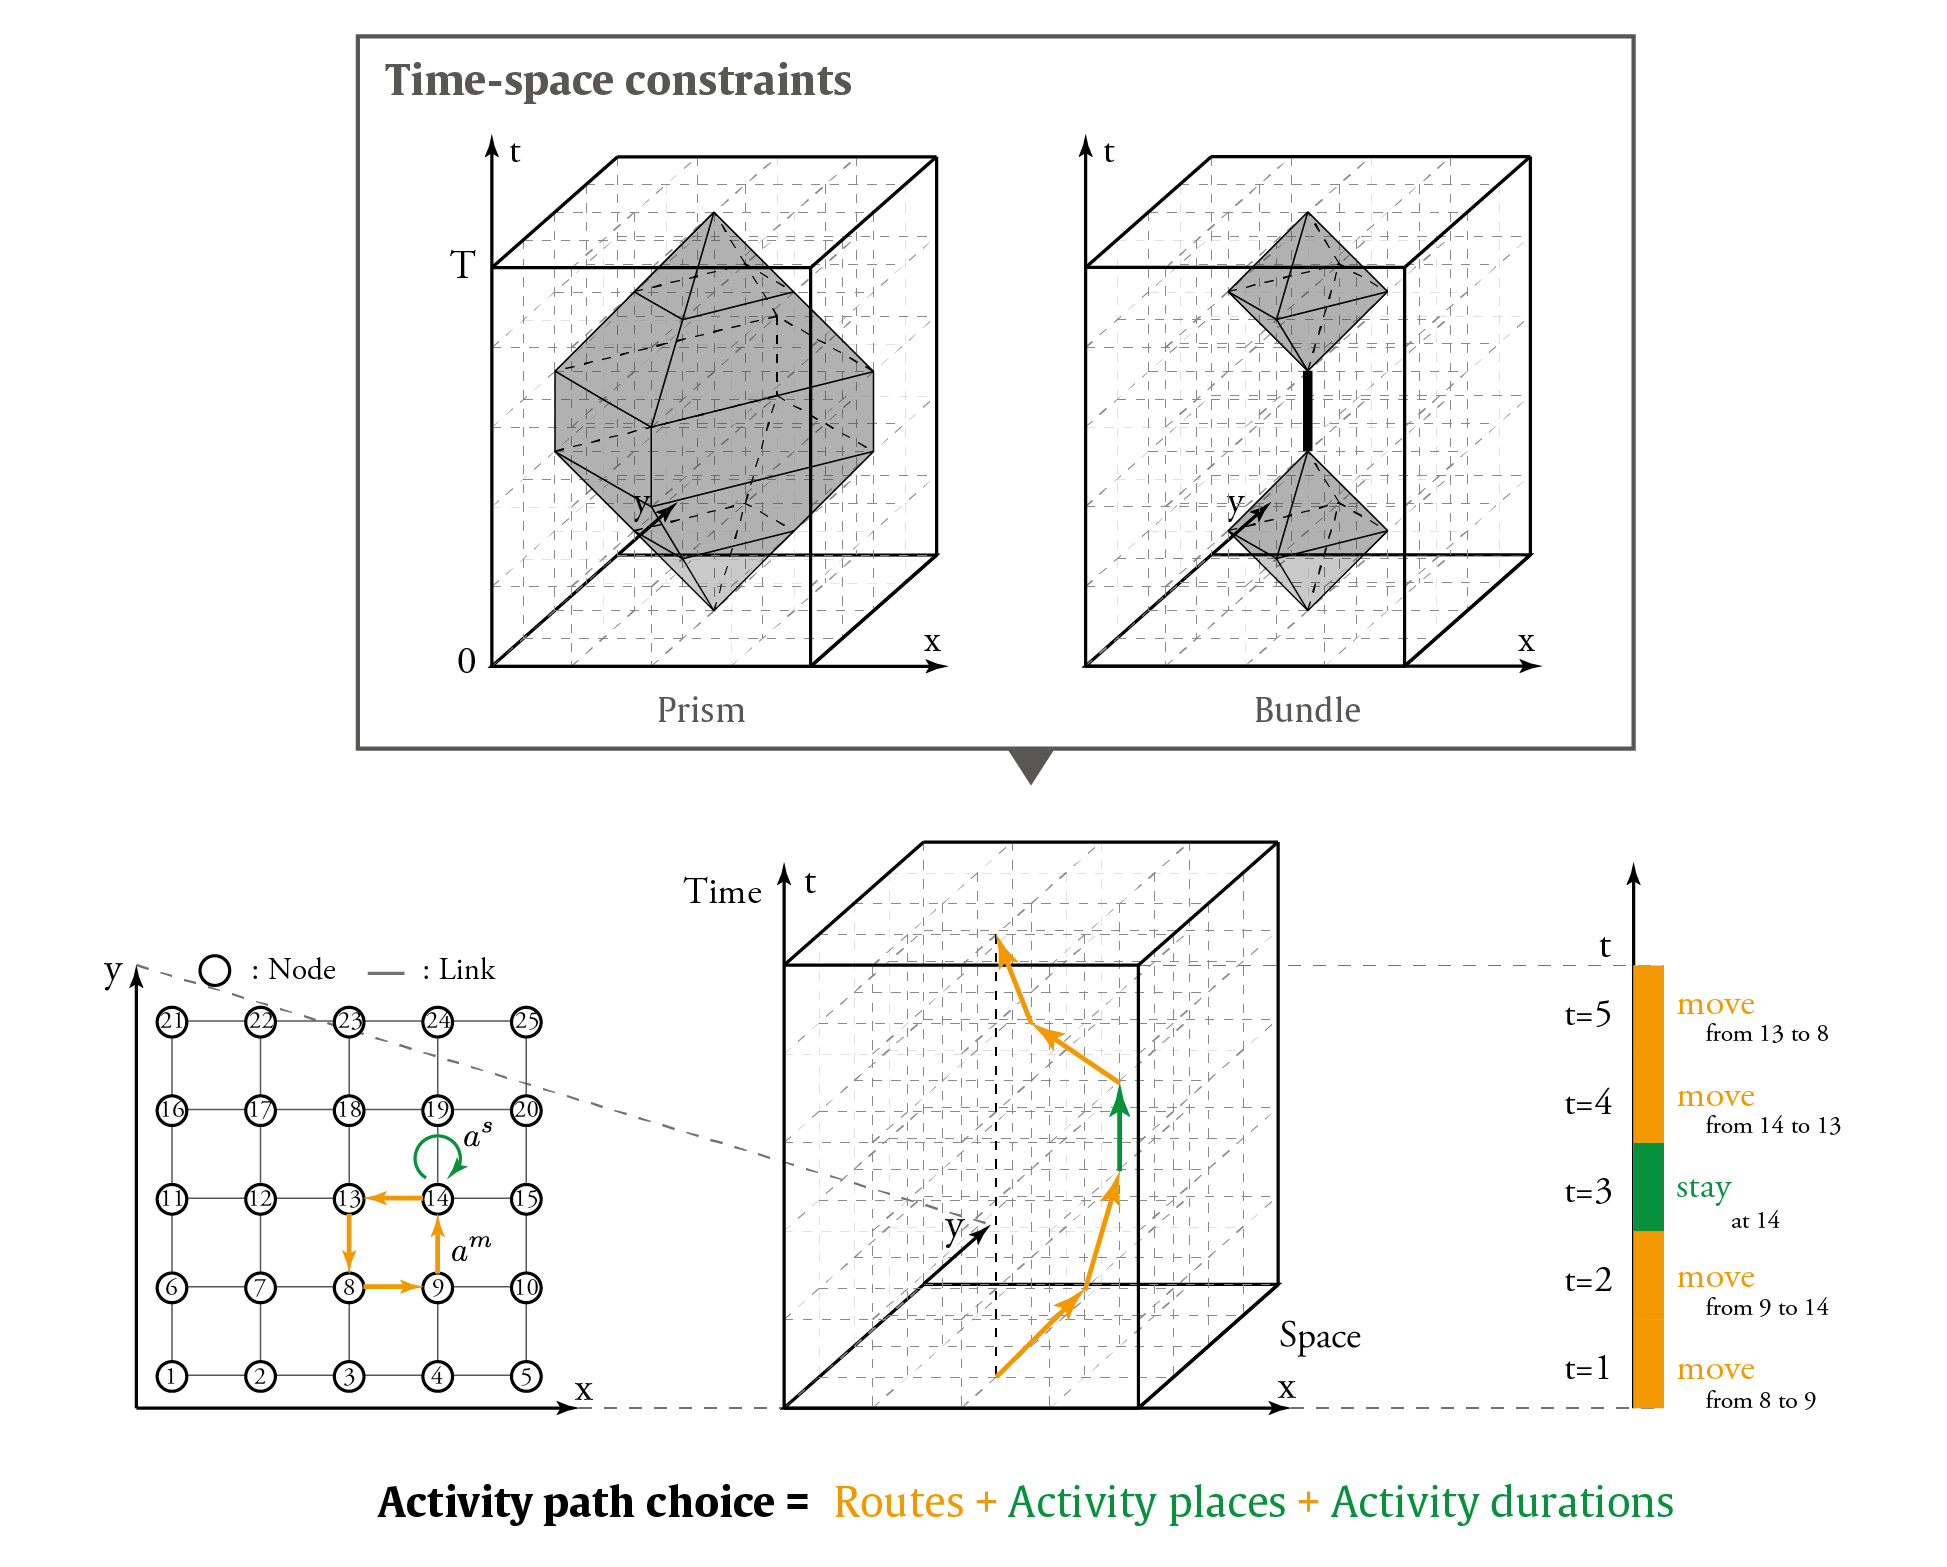 Time-space constraints
t
T
y
0
x
Prism
t
y
x
Bundle
y
: Node
: Link
21 22 23 24 25
16 17 18 19 20
a^s
11 12 13 14 15
a^m
6 7 8 9 10
1 2 3 4 5
x
Time
t
y
Space
x
t
t=5
move
from 13 to 8
t=4
move
from 14 to 13
t=3
stay
at 14
t=2
move
from 9 to 14
t=1
move
from 8 to 9
Activity path choice = Routes + Activity places + Activity durations